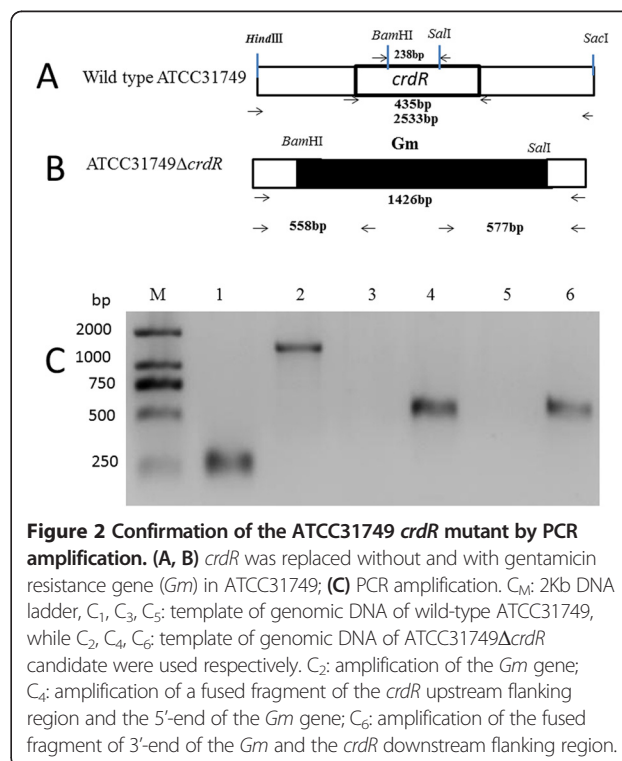 HindIII BamHI SalI SacI
238bp
A Wild type ATCC31749 crdR
435bp
2533bp
BamHI Gm SalI
B ATCC31749ΔcrdR
1426bp
558bp 577bp
bp M 1 2 3 4 5 6
2000
C 1000
750
500
250
Figure 2 Confirmation of the ATCC31749 crdR mutant by PCR
amplification. (A, B) crdR was replaced without and with gentamicin
resistance gene (Gm) in ATCC31749; (C) PCR amplification. CM: 2Kb DNA
ladder, C1, C3, C5: template of genomic DNA of wild-type ATCC31749,
while C2, C4, C6: template of genomic DNA of ATCC31749ΔcrdR
candidate were used respectively. C2: amplification of the Gm gene;
C4: amplification of a fused fragment of the crdR upstream flanking
region and the 5′-end of the Gm gene; C6: amplification of the fused
fragment of 3′-end of the Gm and the crdR downstream flanking region.